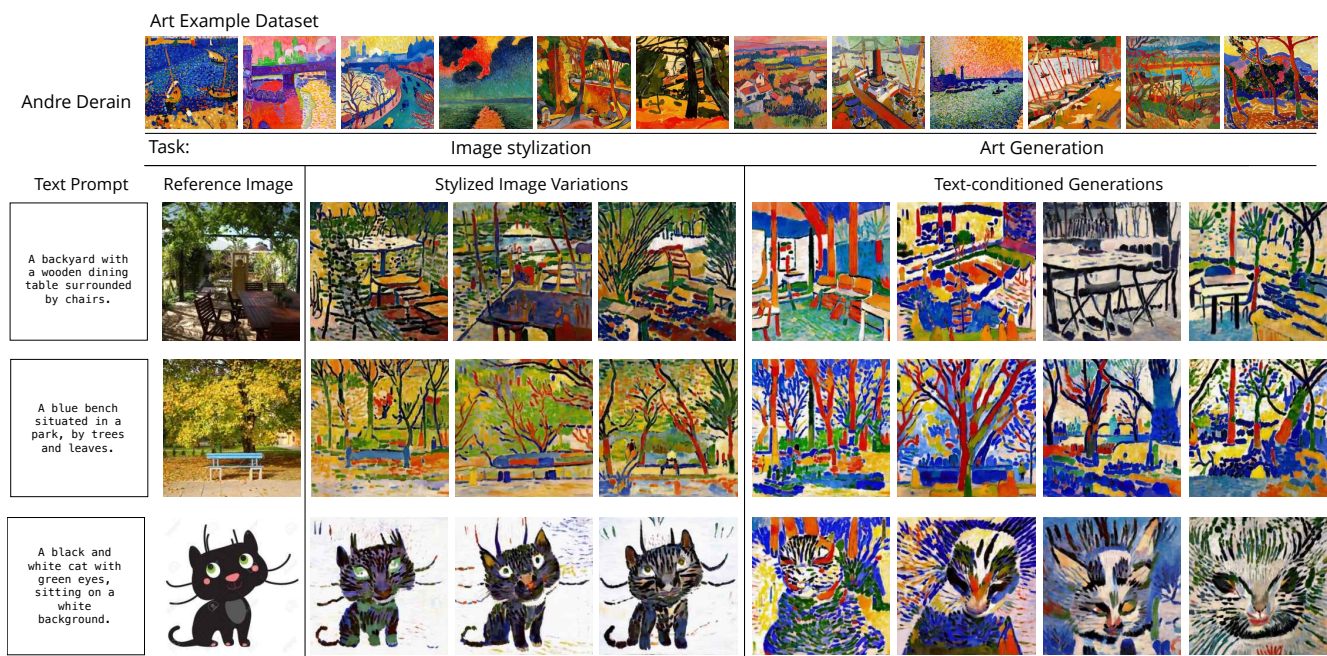 Art Example Dataset
Andre Derain
Task:
Image stylization
Art Generation
Text Prompt
Reference Image
Stylized Image Variations
Text-conditioned Generations
A backyard with
a wooden dining
table surrounded
by chairs.
A blue bench
situated in a
park, by trees
and leaves.
A black and
white cat with
green eyes,
sitting on a
white
background.